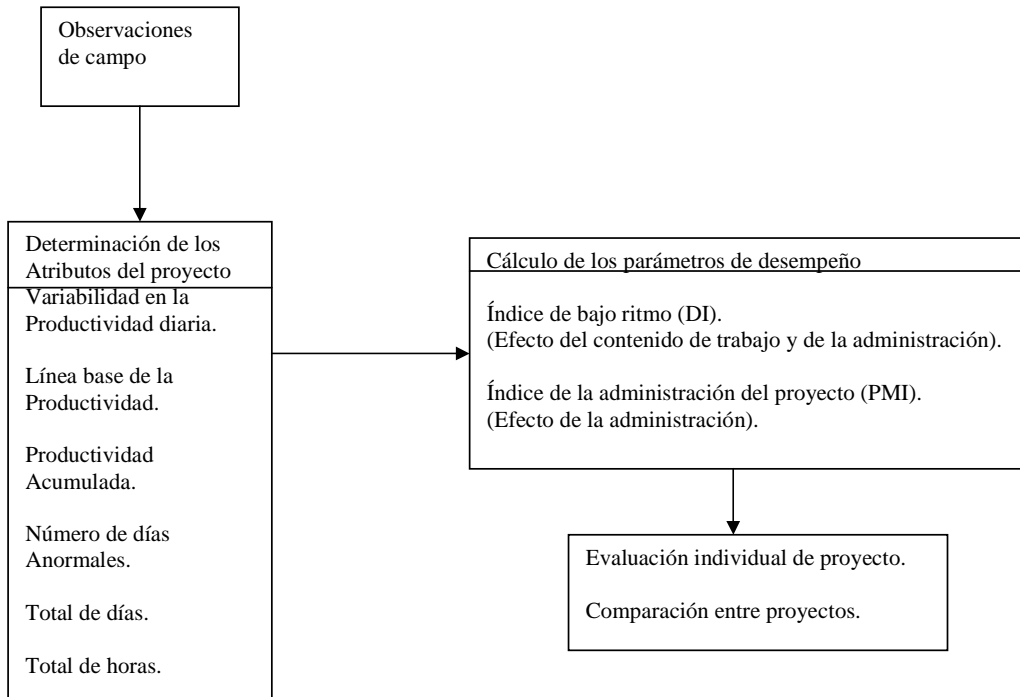 Observaciones
de campo
Determinación de los
Atributos del proyecto
Variabilidad en la
Productividad diaria.
Línea base de la
Productividad.
Productividad
Acumulada.
Número de días
Anormales.
Total de días.
Total de horas.
Cálculo de los parámetros de desempeño
Índice de bajo ritmo (DI).
(Efecto del contenido de trabajo y de la administración).
Índice de la administración del proyecto (PMI).
(Efecto de la administración).
Evaluación individual de proyecto.
Comparación entre proyectos.